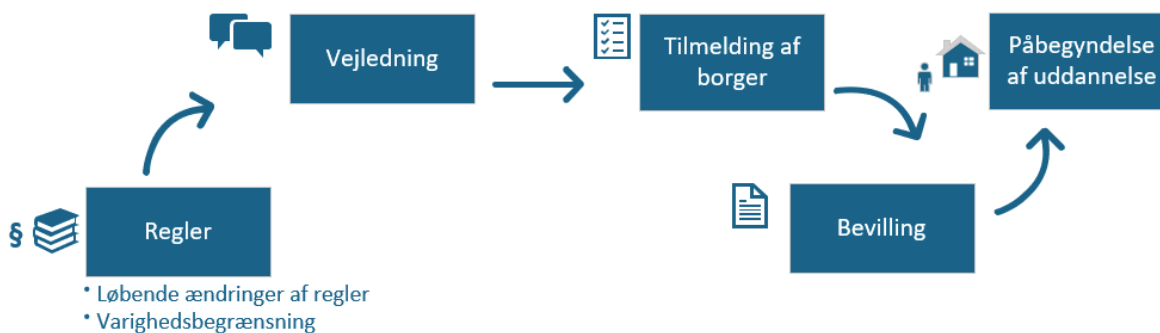 Vejledning
Tilmelding af
borger
Påbegyndelse
af uddannelse
§
Regler
Bevilling
• Løbende ændringer af regler
• Varighedsbegrænsning